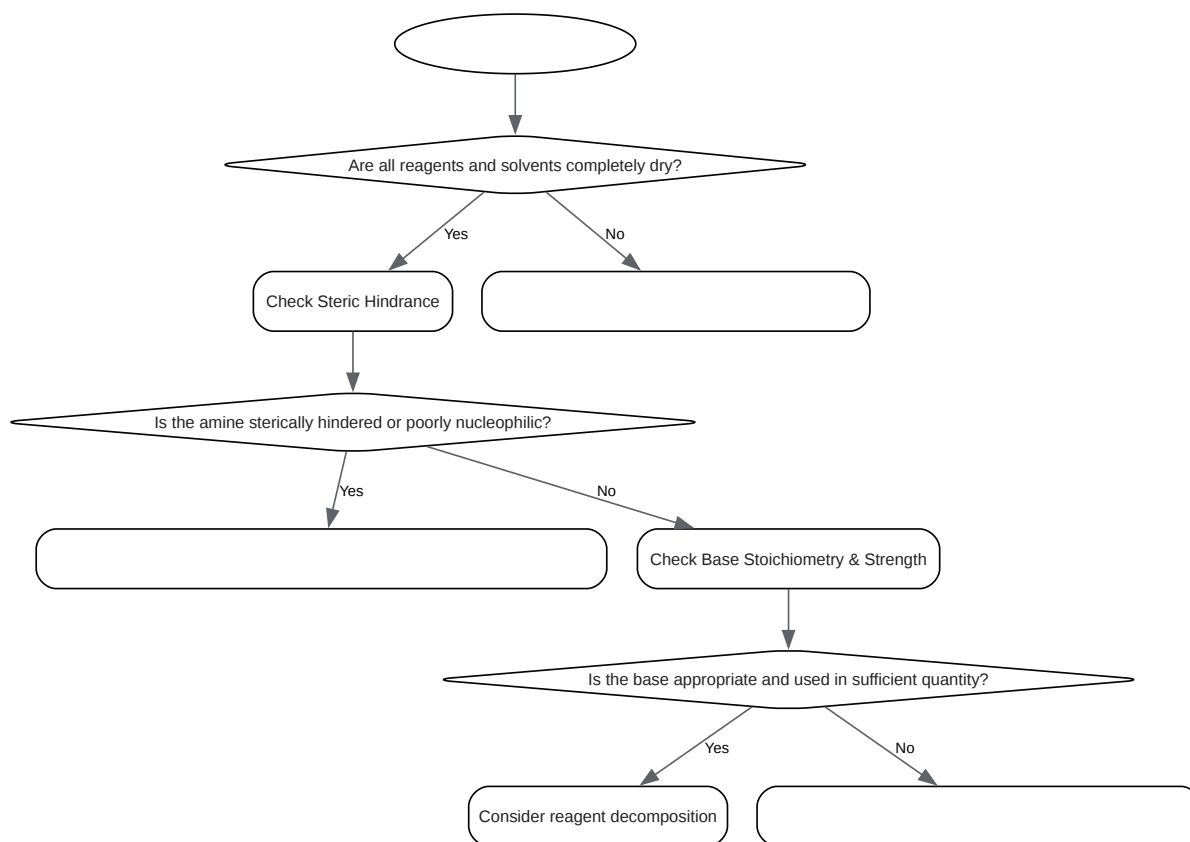 Are all reagents and solvents completely dry?
Yes
No
Check Steric Hindrance
Is the amine sterically hindered or poorly nucleophilic?
Yes
No
Check Base Stoichiometry & Strength
Is the base appropriate and used in sufficient quantity?
Yes
No
Consider reagent decomposition